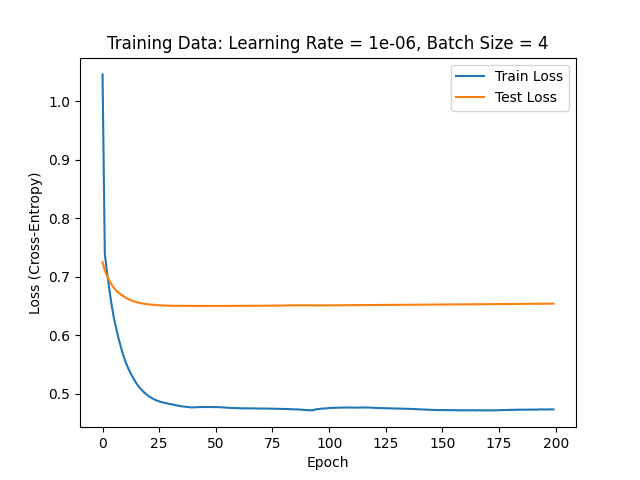 Training Data: Learning Rate = 1e-06, Batch Size = 4
Train Loss
Test Loss
Loss (Cross-Entropy)
1.0
0.9
0.8
0.7
0.6
0.5
0 25 50 75 100 125 150 175 200
Epoch